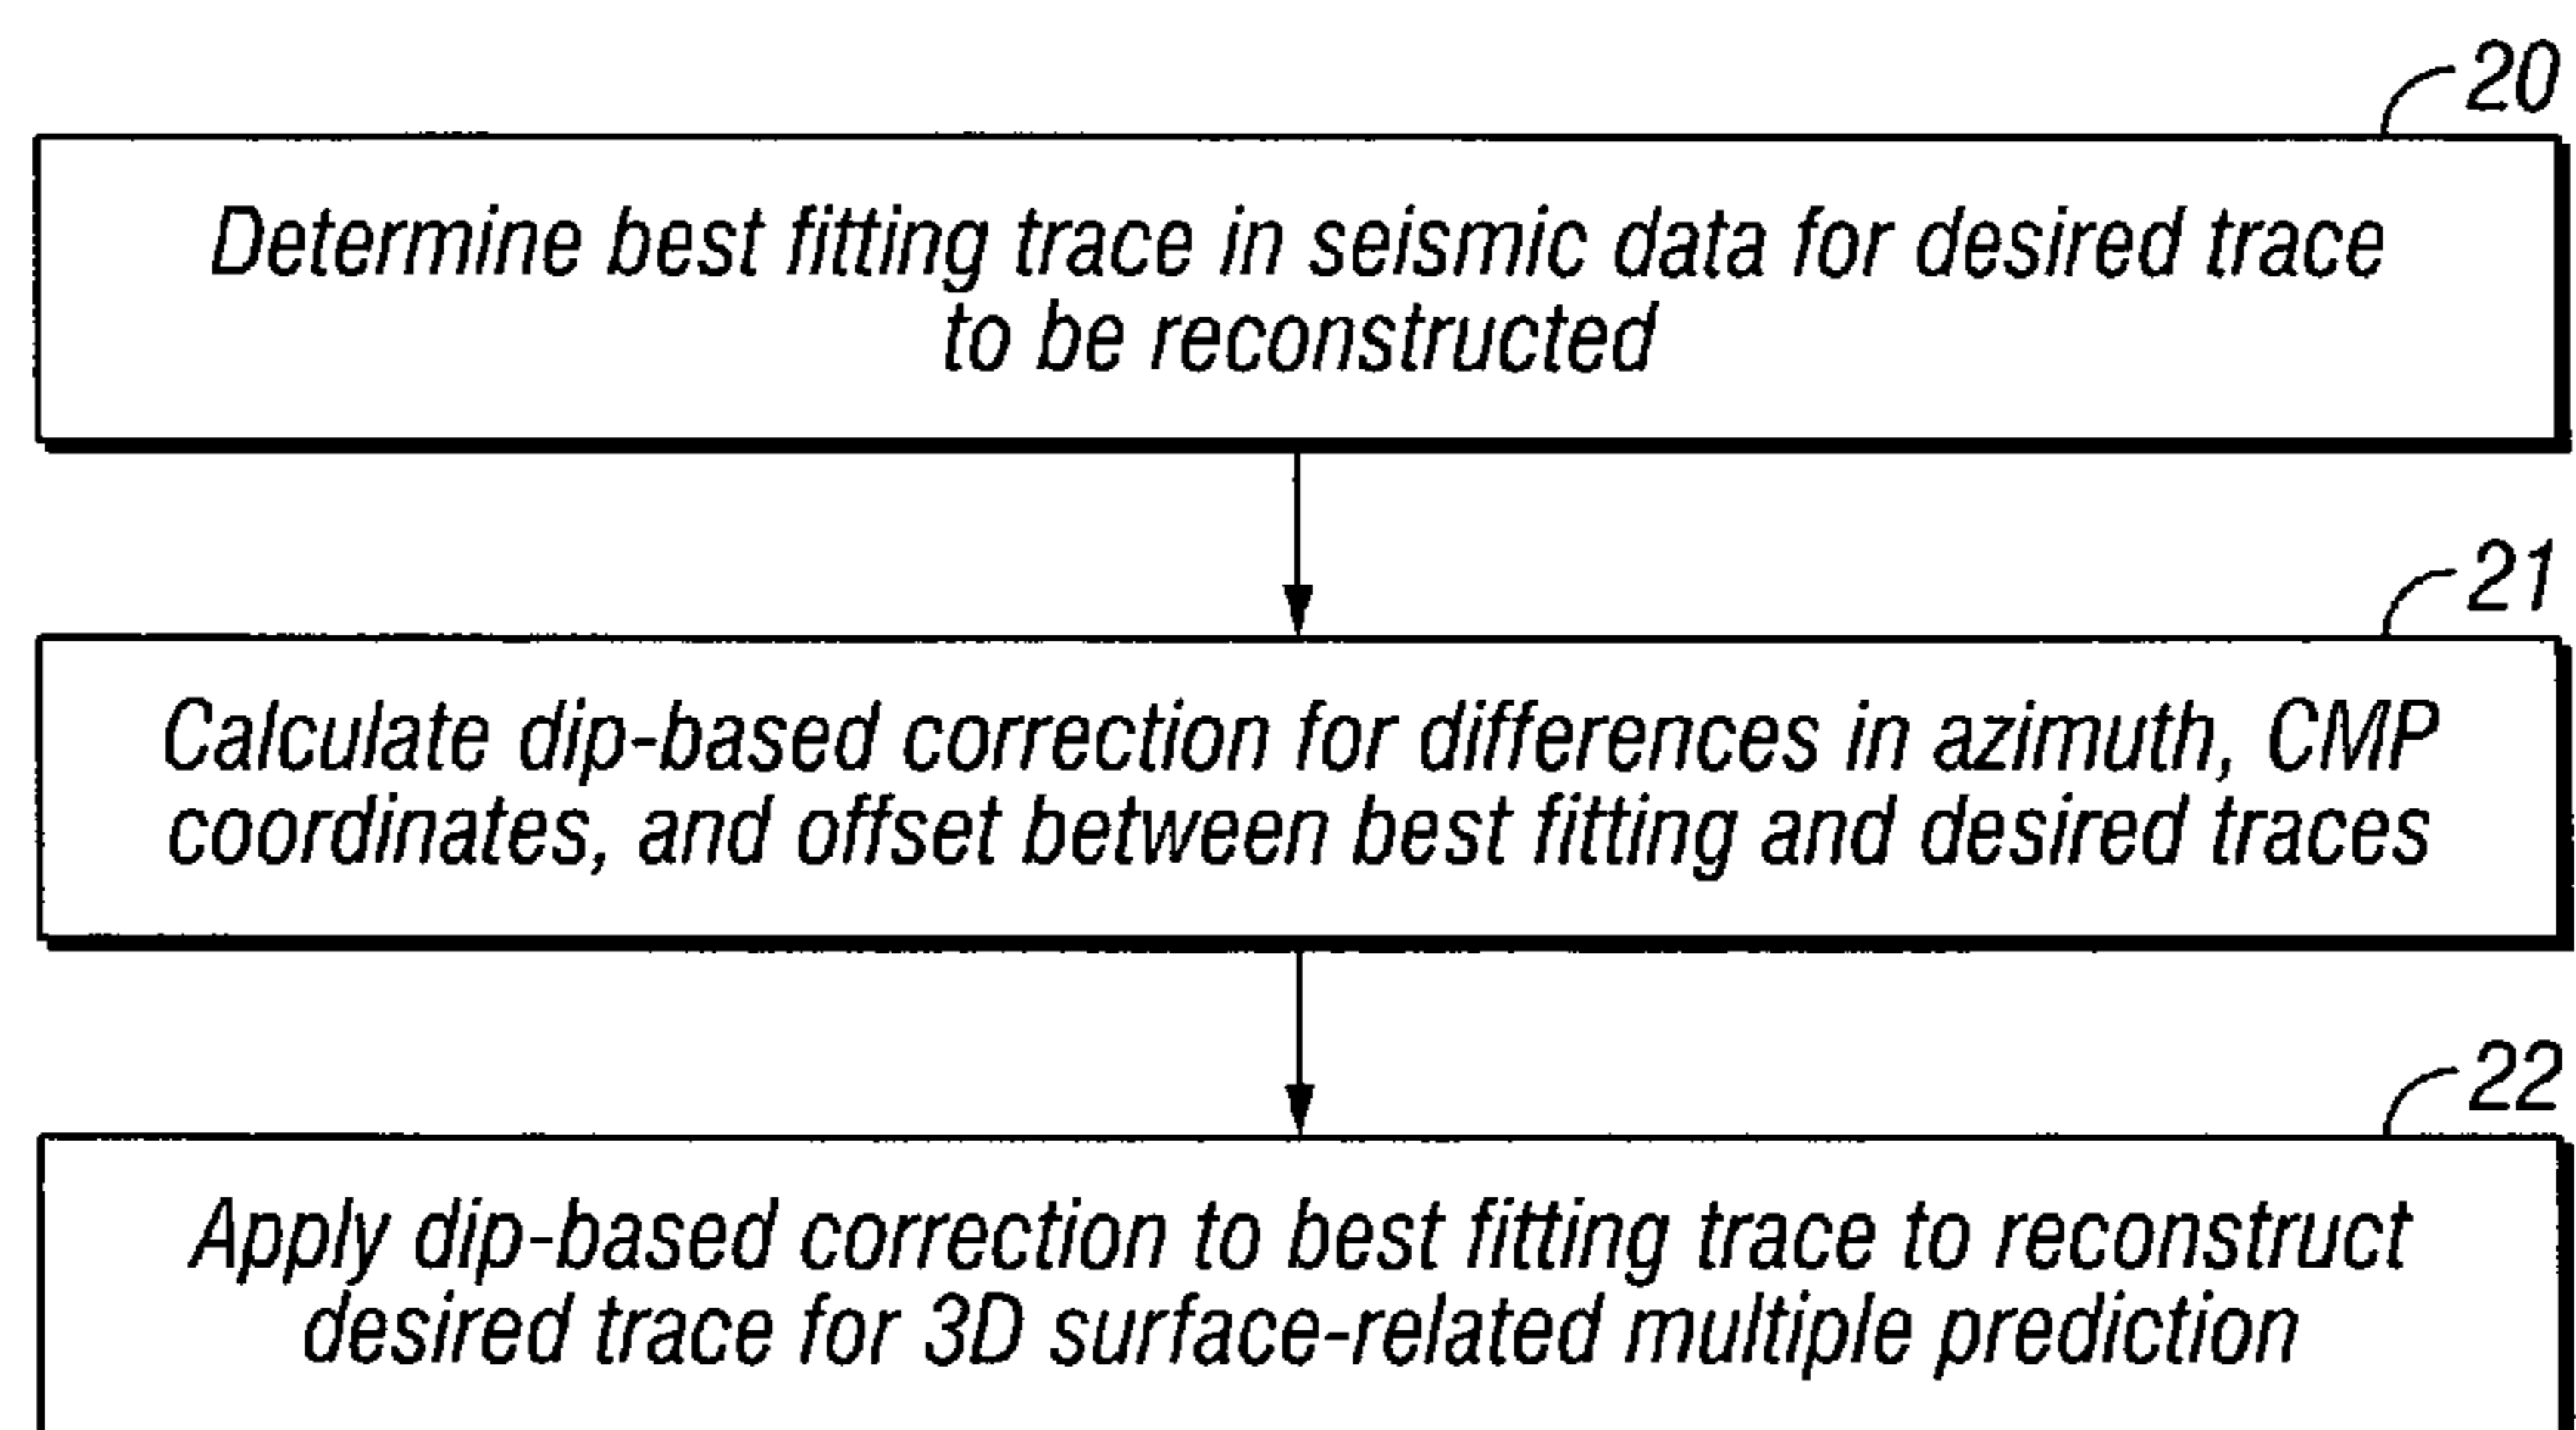 20
Determine best fitting trace in seismic data for desired trace
to be reconstructed
21
Calculate dip-based correction for differences in azimuth, CMP
coordinates, and offset between best fitting and desired traces
22
Apply dip-based correction to best fitting trace to reconstruct
desired trace for 3D surface-related multiple prediction